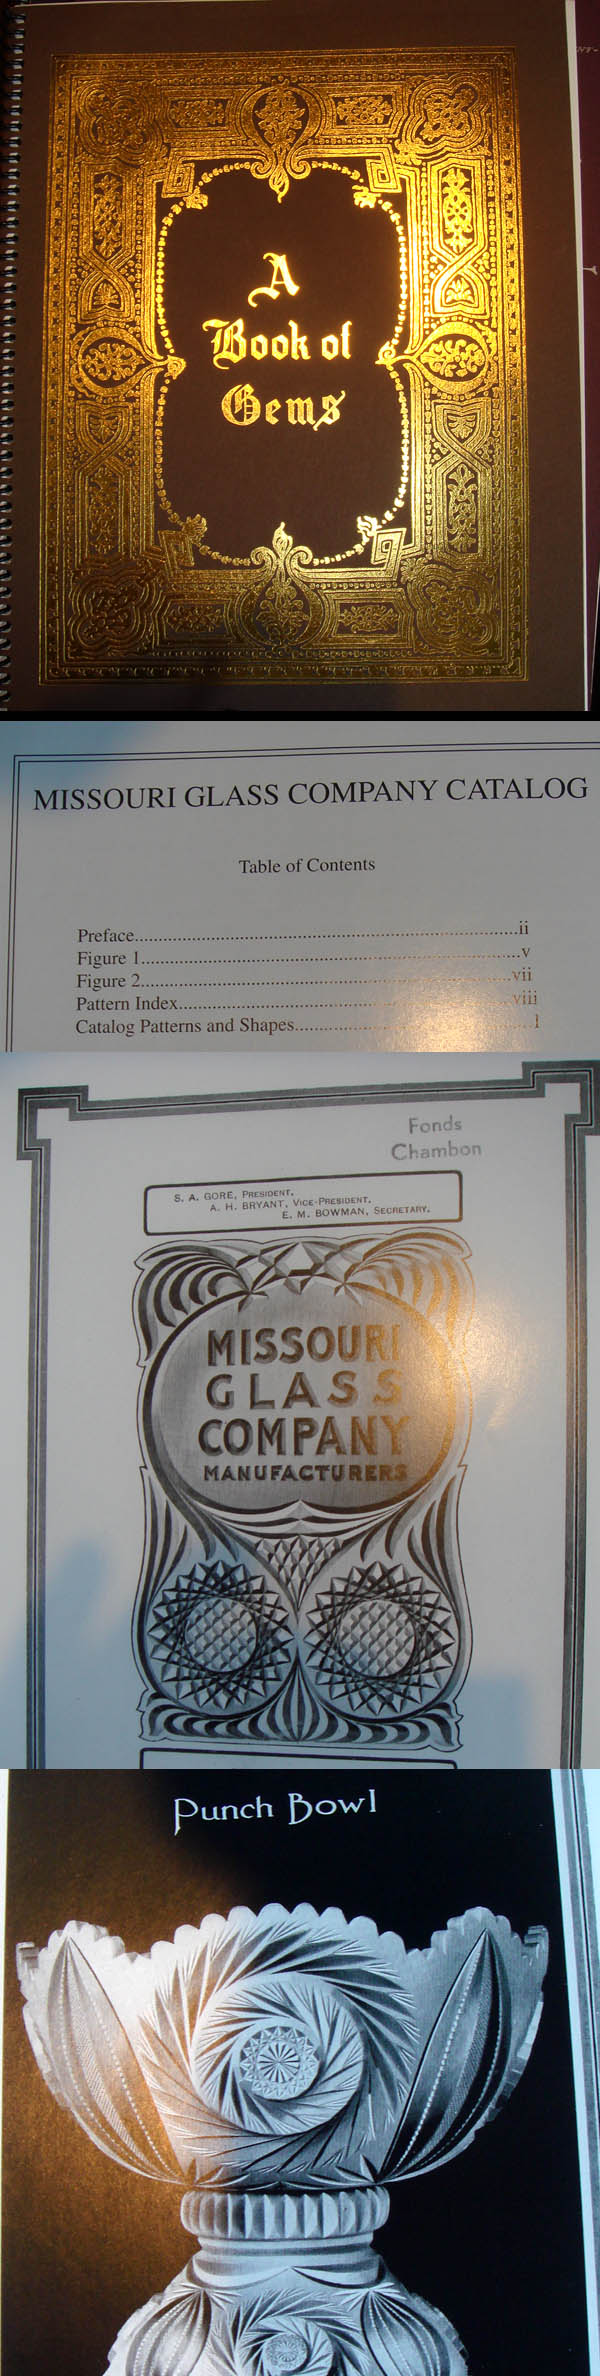 A
Book of
Gems
MISSOURI GLASS COMPANY CATALOG
Table of Contents
Preface..........ii
Figure 1..........v
Figure 2..........vii
Pattern Index..........viii
Catalog Patterns and Shapes..........1
Fonds
Chambon
S. A. GORE, PRESIDENT.
A. H. BRYANT, VICE-PRESIDENT.
E. M. BOWMAN, SECRETARY.
MISSOURI
GLASS
COMPANY
MANUFACTURERS
Punch Bowl